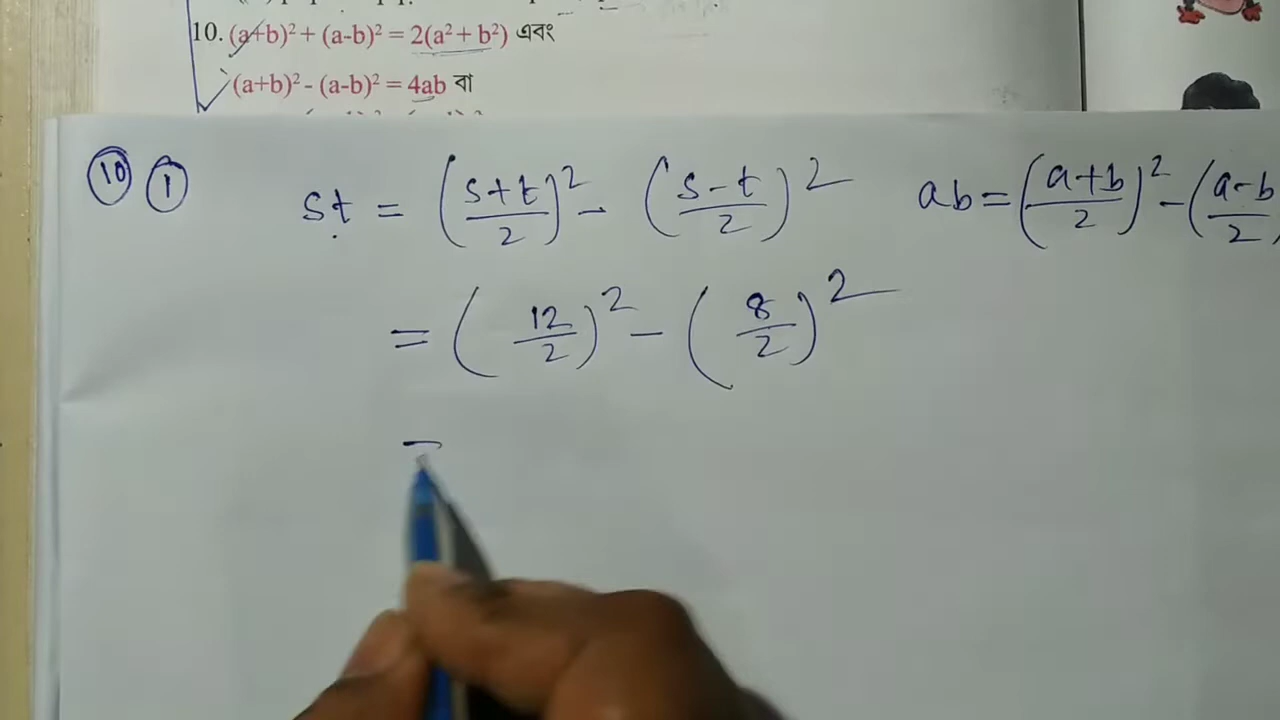 10. (a+b)² + (a-b)² = 2(a² + b²) এবং
(a+b)² - (a-b)² = 4ab বা
10 1 st = (s+t/2)² - (s-t/2)² ab = (a+b/2)² - (a-b/2)
= (12/2)² - (8/2)²